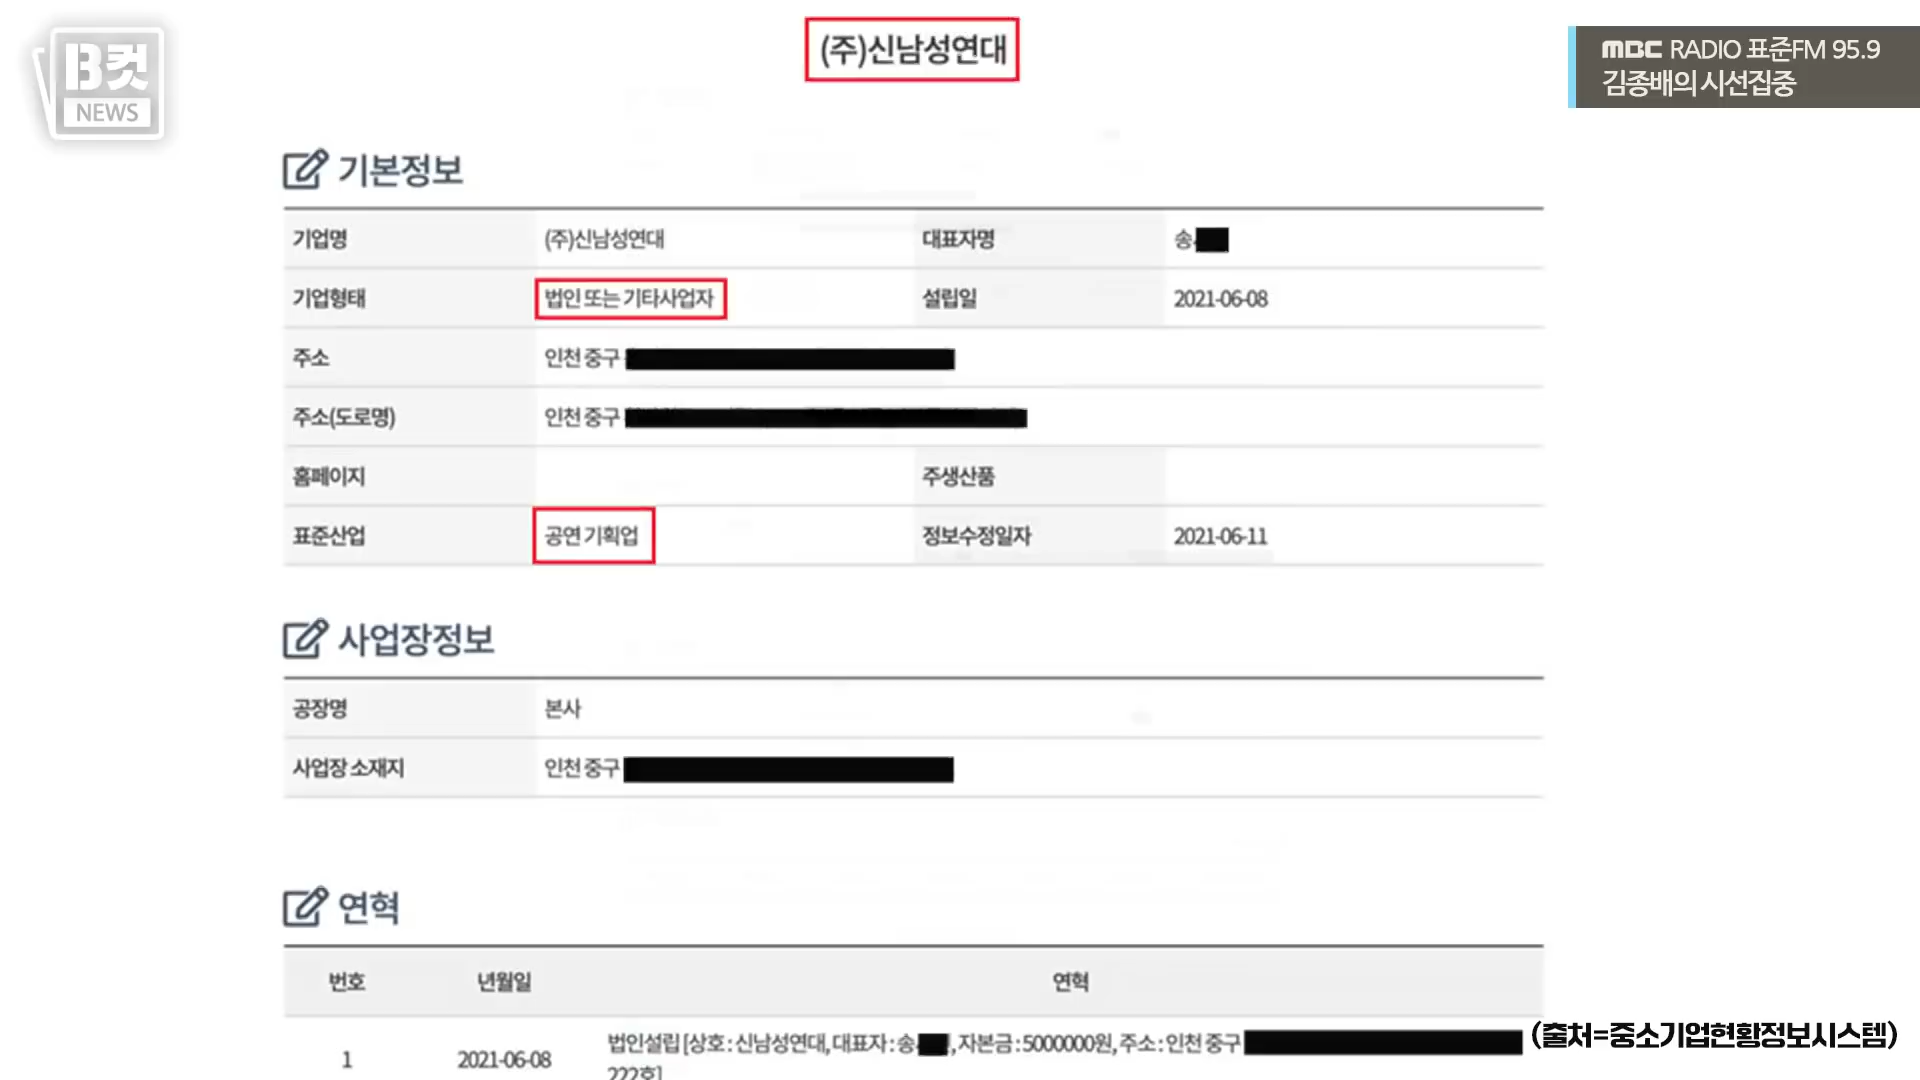 B컷
NEWS
(주)신남성연대
MBC RADIO 표준FM 95.9
김종배의 시선집중
기본정보
기업명 (주)신남성연대 대표자명 송
기업형태 법인 또는 기타사업자 설립일 2021-06-08
주소 인천 중구
주소(도로명) 인천 중구
홈페이지 주생산품
표준산업 공연 기획업 정보수정일자 2021-06-11
사업장정보
공장명 본사
사업장 소재지 인천 중구
연혁
번호 년월일 연혁
1 2021-06-08 법인설립 [상호 : 신남성연대, 대표자 : 송 , 자본금 : 5000000원, 주소 : 인천 중구
222호]
(출처=중소기업현황정보시스템)